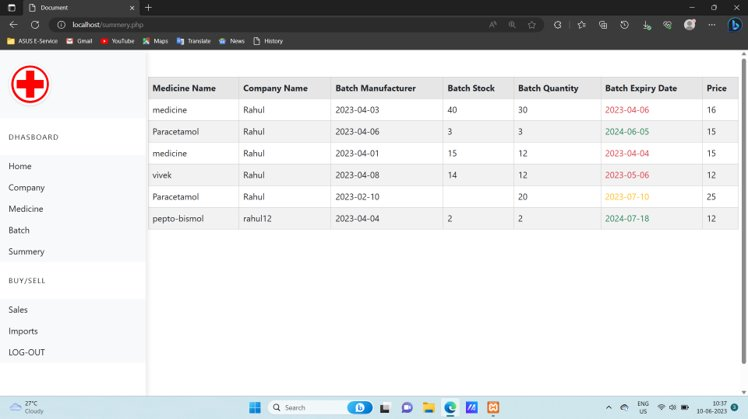 Document
localhost/summery.php
ASUS E-Service Gmail YouTube Maps Translate News History
DHASBOARD
Home
Company
Medicine
Batch
Summery
BUY/SELL
Sales
Imports
LOG-OUT
Medicine Name Company Name Batch Manufacturer Batch Stock Batch Quantity Batch Expiry Date Price
medicine Rahul 2023-04-03 40 30 2023-04-06 16
Paracetamol Rahul 2023-04-06 3 3 2024-06-05 15
medicine Rahul 2023-04-01 15 12 2023-04-04 15
vivek Rahul 2023-04-08 14 12 2023-05-06 12
Paracetamol Rahul 2023-02-10 20 2023-07-10 25
pepto-bismol rahul12 2023-04-04 2 2 2024-07-18 12
27°C
Cloudy
Search
ENG
US
10:37
10-06-2023